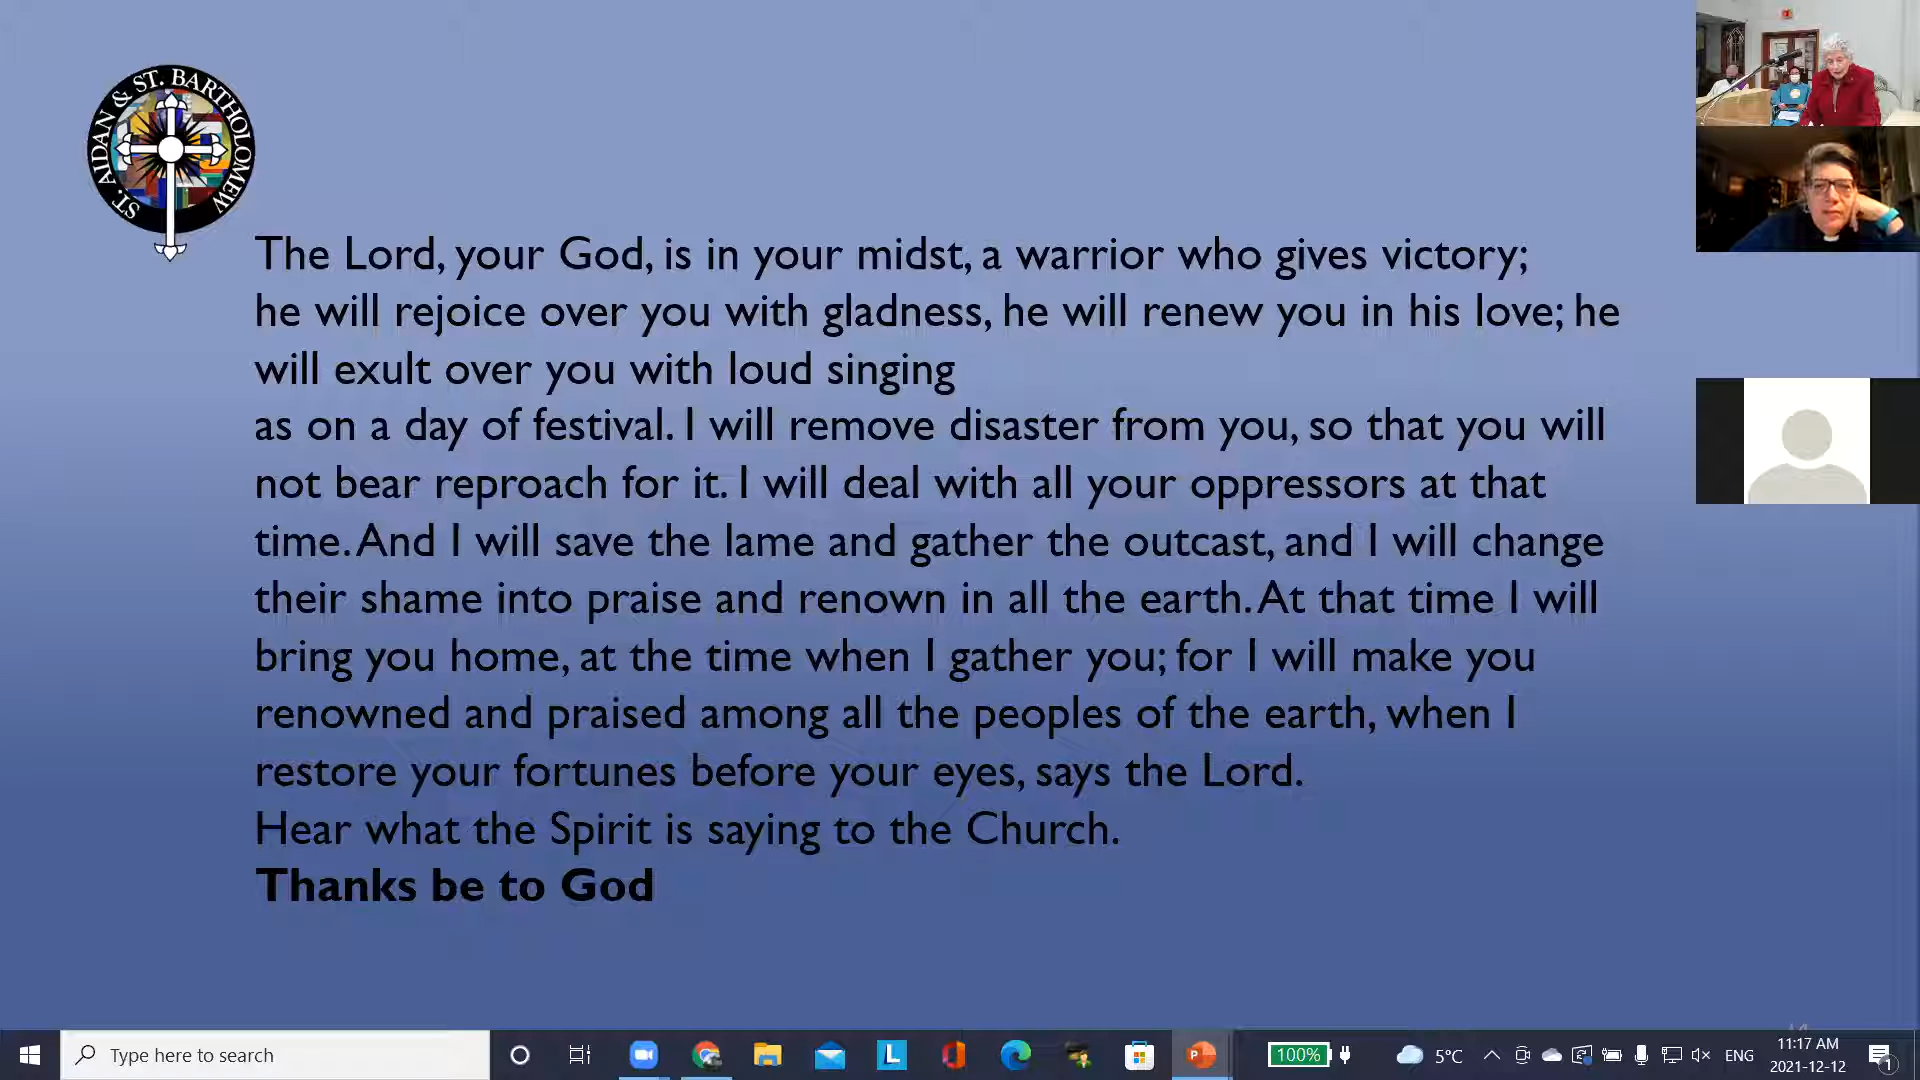 ST. AIDAN & ST. BARTHOLOMEW
The Lord, your God, is in your midst, a warrior who gives victory;
he will rejoice over you with gladness, he will renew you in his love; he
will exult over you with loud singing
as on a day of festival. I will remove disaster from you, so that you will
not bear reproach for it. I will deal with all your oppressors at that
time. And I will save the lame and gather the outcast, and I will change
their shame into praise and renown in all the earth. At that time I will
bring you home, at the time when I gather you; for I will make you
renowned and praised among all the peoples of the earth, when I
restore your fortunes before your eyes, says the Lord.
Hear what the Spirit is saying to the Church.
Thanks be to God
Type here to search
L
P
100%
5°C
ENG
11:17 AM
2021-12-12
1